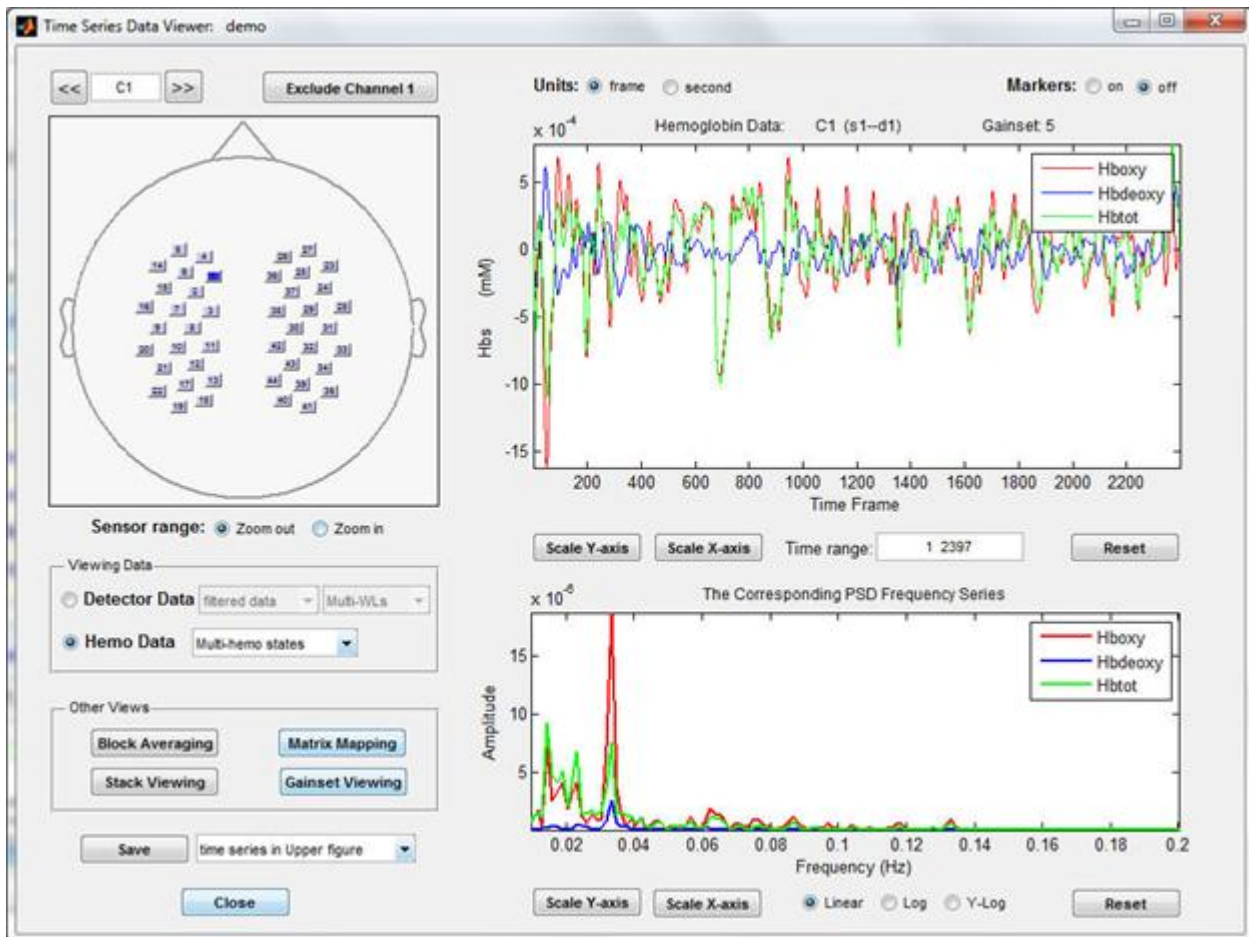 Time Series Data Viewer: demo
<< C1 >> Exclude Channel 1
Sensor range: Zoom out Zoom in
Viewing Data
Detector Data filtered data Multi-WLs
Hemo Data Multi-hemo states
Other Views
Block Averaging Matrix Mapping
Stack Viewing Gainset Viewing
Save time series in Upper figure
Close
Units: frame second Markers: on off
x 10^-4 Hemoglobin Data: C1 (s1--d1) Gainset: 5
Hboxy
Hbdeoxy
Hbtot
5
0
-5
-10
-15
Hbs (mM)
200 400 600 800 1000 1200 1400 1600 1800 2000 2200
Time Frame
Scale Y-axis Scale X-axis Time range: 1 2397 Reset
The Corresponding PSD Frequency Series
Hboxy
Hbdeoxy
Hbtot
15
10
5
Amplitude
0.02 0.04 0.06 0.08 0.1 0.12 0.14 0.16 0.18 0.2
Frequency (Hz)
Scale Y-axis Scale X-axis Linear Log Y-Log Reset